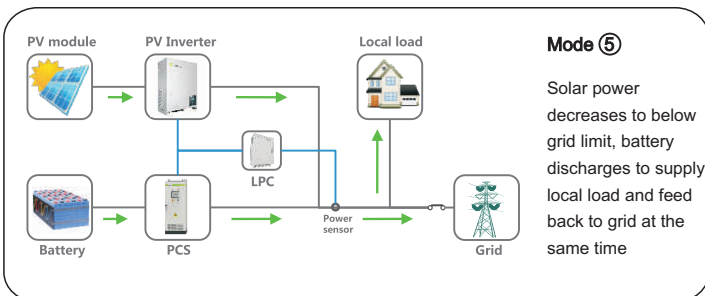 PV module
PV Inverter
Local load
Mode ⑤
Solar power
decreases to below
grid limit, battery
discharges to supply
local load and feed
back to grid at the
same time
LPC
Power
sensor
Battery
PCS
Grid